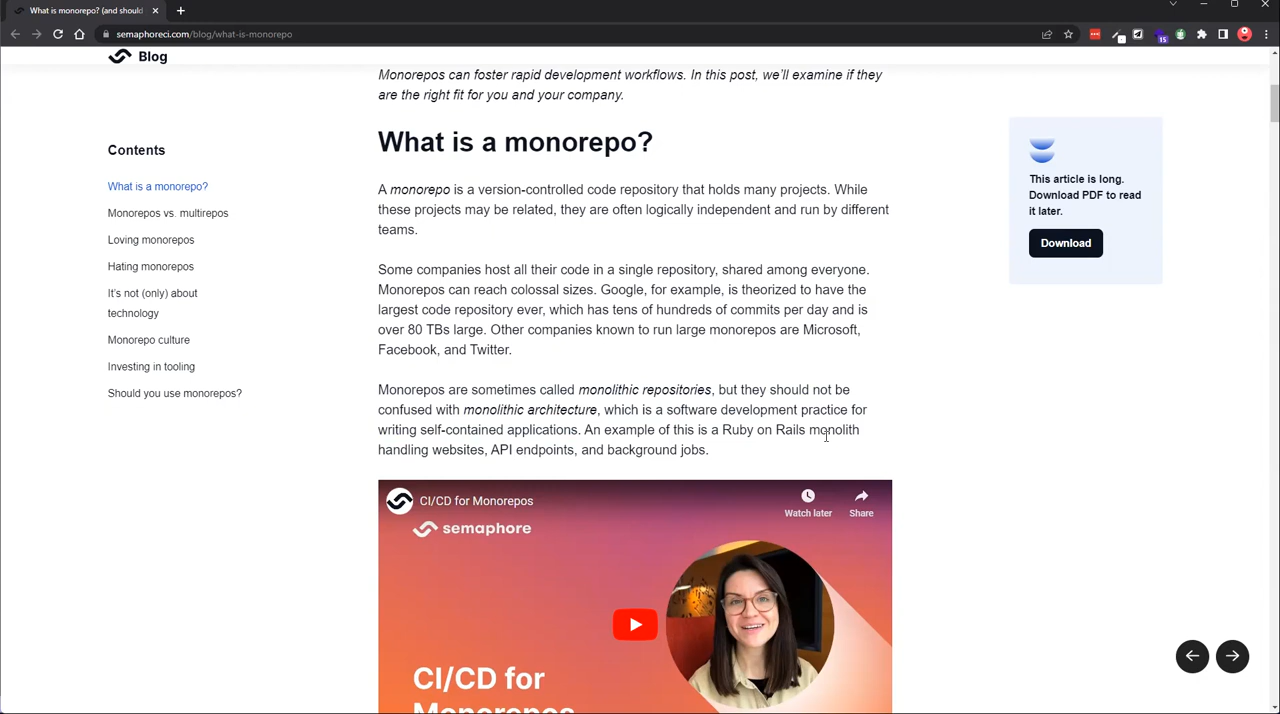 What is monorepo? (and should
semaphoreci.com/blog/what-is-monorepo
15
Blog
Monorepos can foster rapid development workflows. In this post, we'll examine if they
are the right fit for you and your company.
Contents
What is a monorepo?
Monorepos vs. multirepos
Loving monorepos
Hating monorepos
It's not (only) about
technology
Monorepo culture
Investing in tooling
Should you use monorepos?
What is a monorepo?
A monorepo is a version-controlled code repository that holds many projects. While
these projects may be related, they are often logically independent and run by different
teams.
Some companies host all their code in a single repository, shared among everyone.
Monorepos can reach colossal sizes. Google, for example, is theorized to have the
largest code repository ever, which has tens of hundreds of commits per day and is
over 80 TBs large. Other companies known to run large monorepos are Microsoft,
Facebook, and Twitter.
Monorepos are sometimes called monolithic repositories, but they should not be
confused with monolithic architecture, which is a software development practice for
writing self-contained applications. An example of this is a Ruby on Rails monolith
handling websites, API endpoints, and background jobs.
CI/CD for Monorepos
Watch later
Share
semaphore
CI/CD for
Monorepos
This article is long.
Download PDF to read
it later.
Download